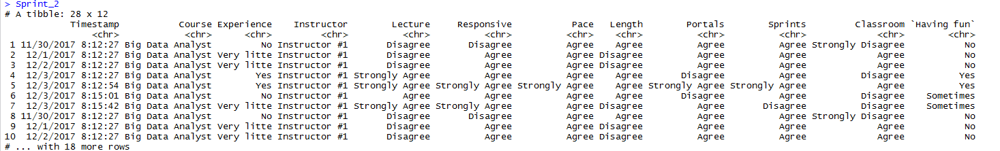 > Sprint_2
# A tibble: 28 x 12
Timestamp Course Experience Instructor Lecture Responsive Pace Length Portals Sprints Classroom `Having fun`
<chr> <chr> <chr> <chr> <chr> <chr> <chr> <chr> <chr> <chr> <chr> <chr>
1 11/30/2017 8:12:27 Big Data Analyst No Instructor #1 Disagree Disagree Agree Agree Agree Agree Strongly Disagree No
2 12/1/2017 8:12:27 Big Data Analyst Very litte Instructor #1 Disagree Agree Agree Disagree Agree Agree Agree No
3 12/2/2017 8:12:27 Big Data Analyst Very litte Instructor #1 Disagree Agree Agree Disagree Agree Agree Agree No
4 12/3/2017 8:12:27 Big Data Analyst Yes Instructor #1 Strongly Agree Agree Agree Agree Disagree Agree Disagree Yes
5 12/3/2017 8:12:54 Big Data Analyst Yes Instructor #1 Strongly Agree Strongly Agree Strongly Agree Agree Strongly Agree Strongly Agree Agree Yes
6 12/3/2017 8:15:01 Big Data Analyst No Instructor #1 Agree Agree Agree Agree Disagree Agree Disagree Sometimes
7 12/3/2017 8:15:42 Big Data Analyst Very litte Instructor #1 Strongly Agree Strongly Agree Agree Disagree Agree Disagree Disagree Sometimes
8 11/30/2017 8:12:27 Big Data Analyst No Instructor #1 Disagree Disagree Agree Agree Agree Agree Strongly Disagree No
9 12/1/2017 8:12:27 Big Data Analyst Very litte Instructor #1 Disagree Agree Agree Disagree Agree Agree Agree No
10 12/2/2017 8:12:27 Big Data Analyst Very litte Instructor #1 Disagree Agree Agree Disagree Agree Agree Agree No
# ... with 18 more rows